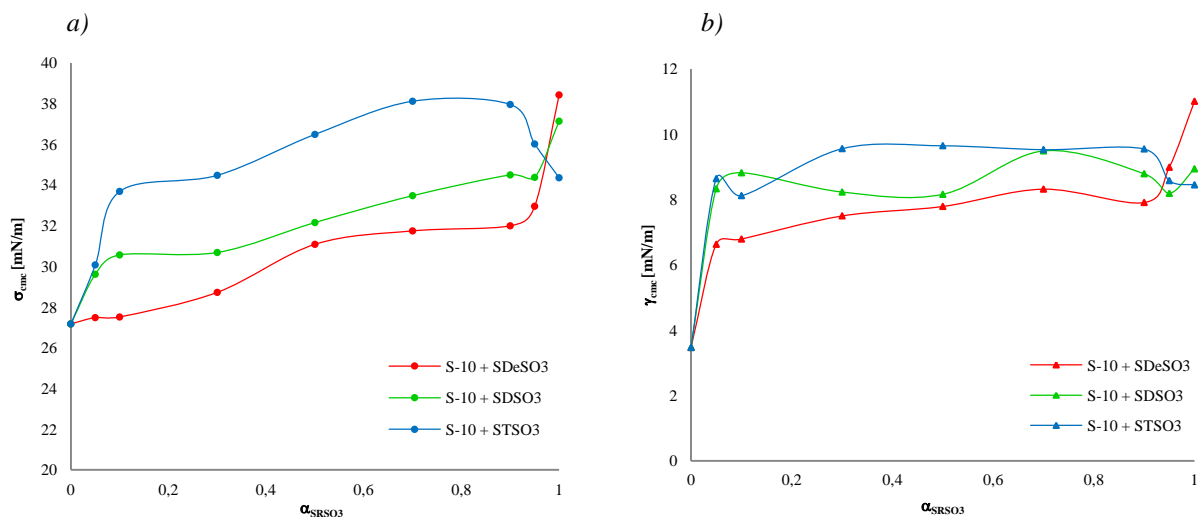 a)
40
38
36
34
32
30
28
26
24
22
20
σcmc [mN/m]
0
0,2
0,4
0,6
0,8
1
αSRSO3
S-10 + SDeSO3
S-10 + SDSO3
S-10 + STSO3
b)
12
10
8
6
4
2
0
γcmc [mN/m]
0
0,2
0,4
0,6
0,8
1
αSRSO3
S-10 + SDeSO3
S-10 + SDSO3
S-10 + STSO3